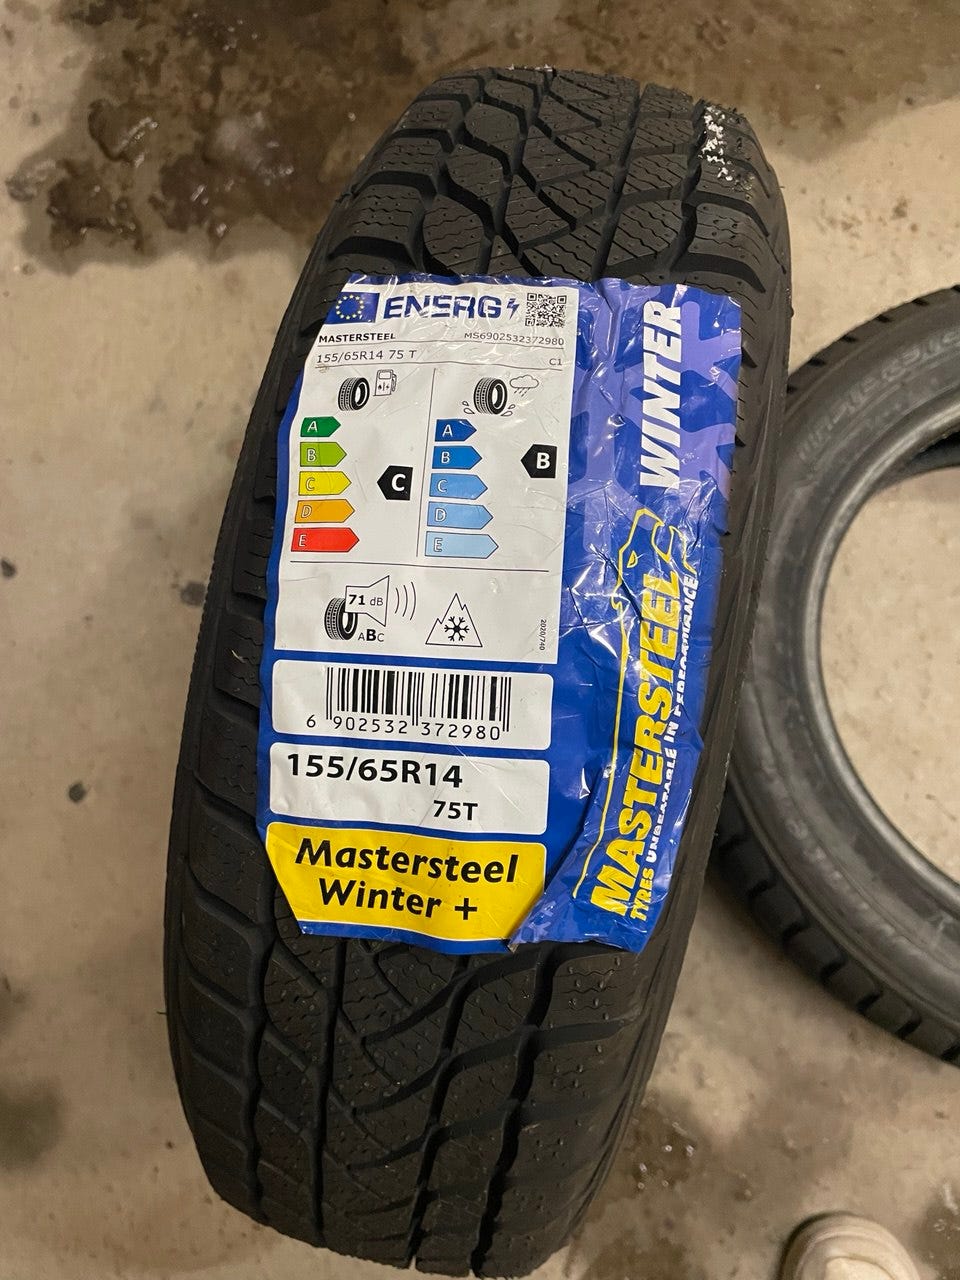 ENERG
MASTERSTEEL
MS6902532372980
155/65R14 75 T
C1
A
B
C
D
E
C
A
B
C
D
E
B
71 dB
ABC
2020/740
6 902532 372980
155/65R14
75T
Mastersteel
Winter +
WINTER
MASTERSTEEL
TYRES UNBEATABLE IN PERFORMANCE